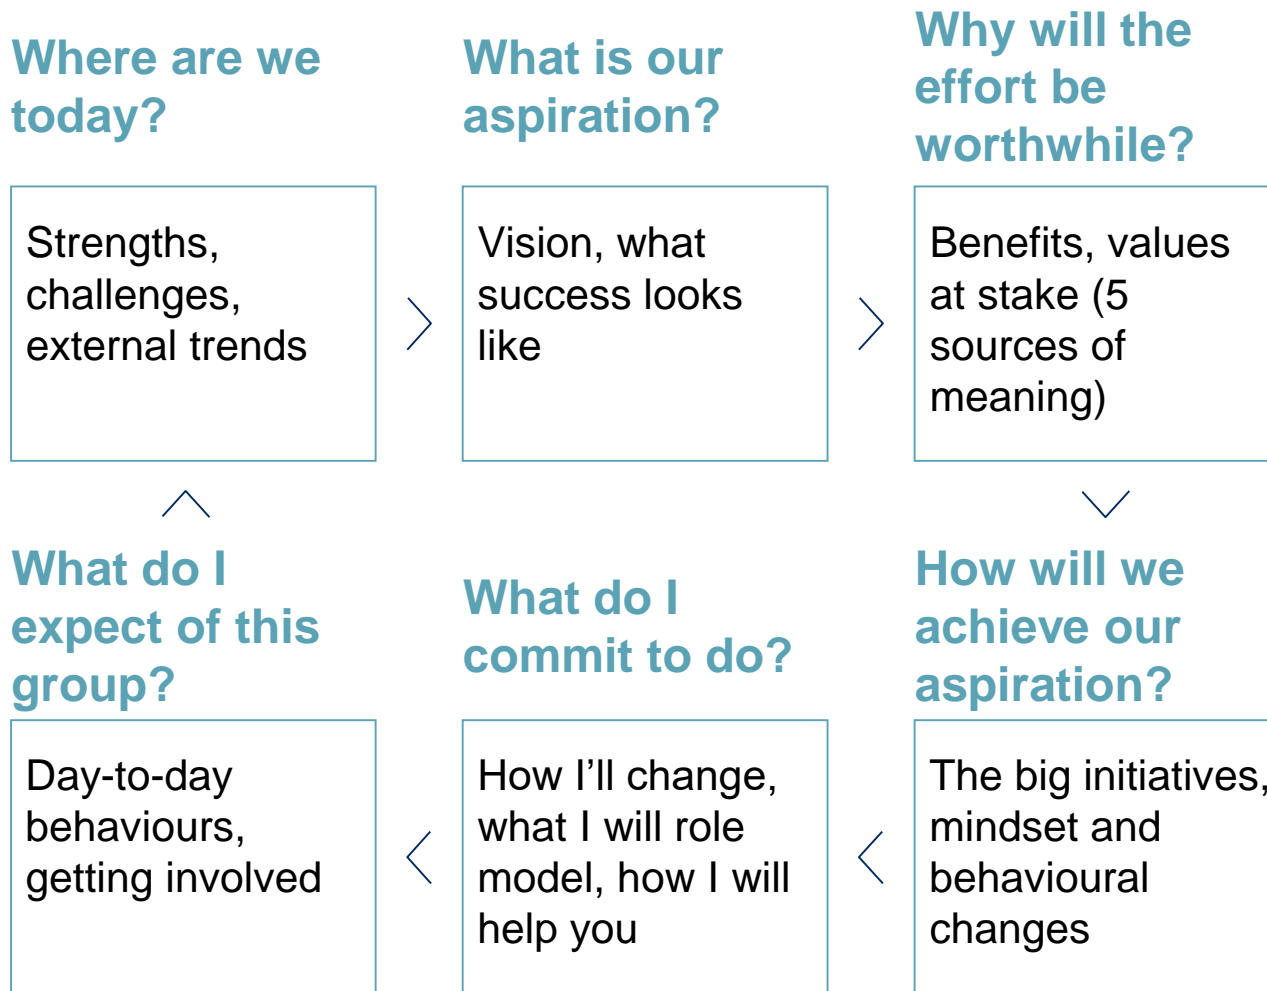 Where are we
today?
Strengths,
challenges,
external trends
What is our
aspiration?
Vision, what
success looks
like
Why will the
effort be
worthwhile?
Benefits, values
at stake (5
sources of
meaning)
How will we
achieve our
aspiration?
The big initiatives,
mindset and
behavioural
changes
What do I
commit to do?
How I'll change,
what I will role
model, how I will
help you
What do I
expect of this
group?
Day-to-day
behaviours,
getting involved